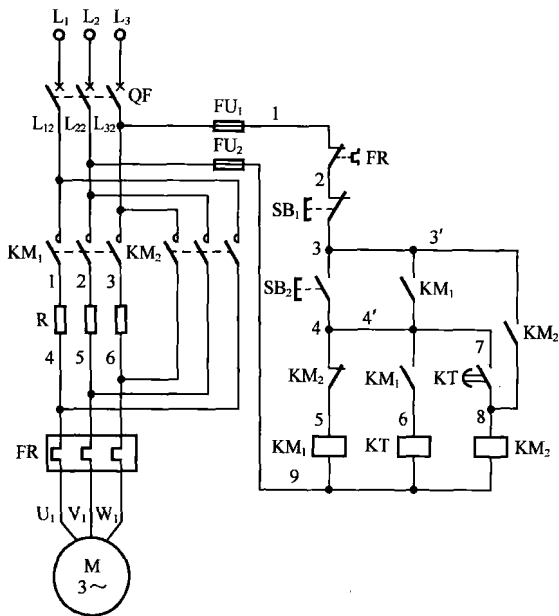 L₁ L₂ L₃
QF
L₁₂ L₂₂ L₃₂
FU₁
1
FU₂
FR
2
SB₁
3
3′
KM₁
KM₂
1 2 3
SB₂
KM₁
4
4′
R
KM₂
7
4 5 6
KM₂
KM₁
KT
5
6
8
FR
KM₁
KT
KM₂
9
U₁ V₁ W₁
M
3～